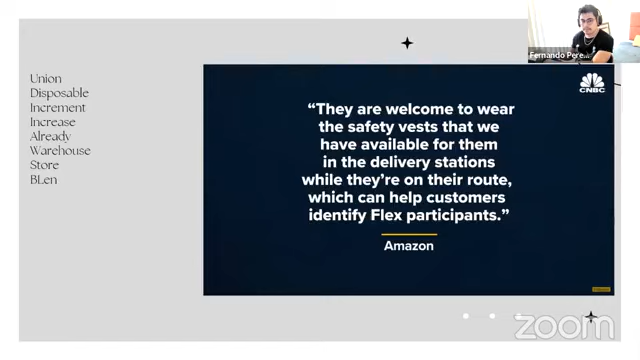 Fernando Pere...
Union
Disposable
Increment
Increase
Already
Warehouse
Store
BLen
CNBC
“They are welcome to wear
the safety vests that we
have available for them
in the delivery stations
while they’re on their route,
which can help customers
identify Flex participants.”
Amazon
zoom